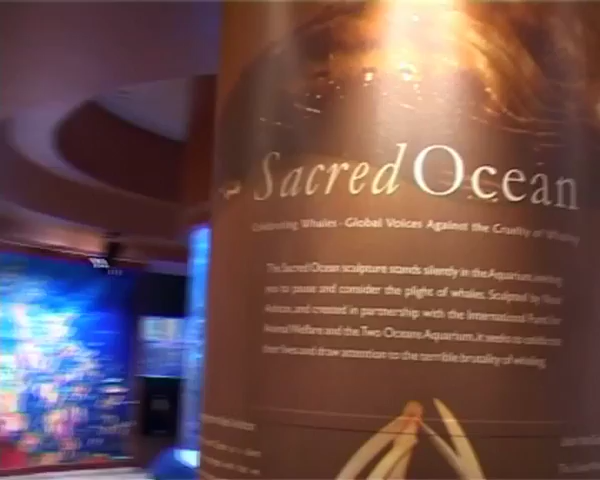 Sacred Ocean
Celebrating Whales - Global Voices Against the Cruelty of Whaling
The Sacred Ocean sculpture stands silently in the Aquarium, asking
you to pause and consider the plight of whales. Sculpted by Noel
and created in partnership with the International Fund for
Animal Welfare and the Two Oceans Aquarium, it seeks to celebrate
their lives and draw attention to the terrible brutality of whaling.